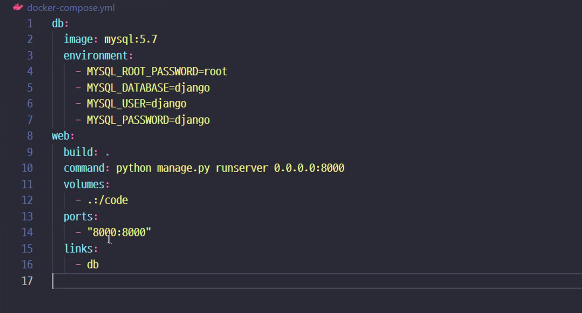 docker-compose.yml
1 db:
2 image: mysql:5.7
3 environment:
4 - MYSQL_ROOT_PASSWORD=root
5 - MYSQL_DATABASE=django
6 - MYSQL_USER=django
7 - MYSQL_PASSWORD=django
8 web:
9 build: .
10 command: python manage.py runserver 0.0.0.0:8000
11 volumes:
12 - .:/code
13 ports:
14 - "8000:8000"
15 links:
16 - db
17